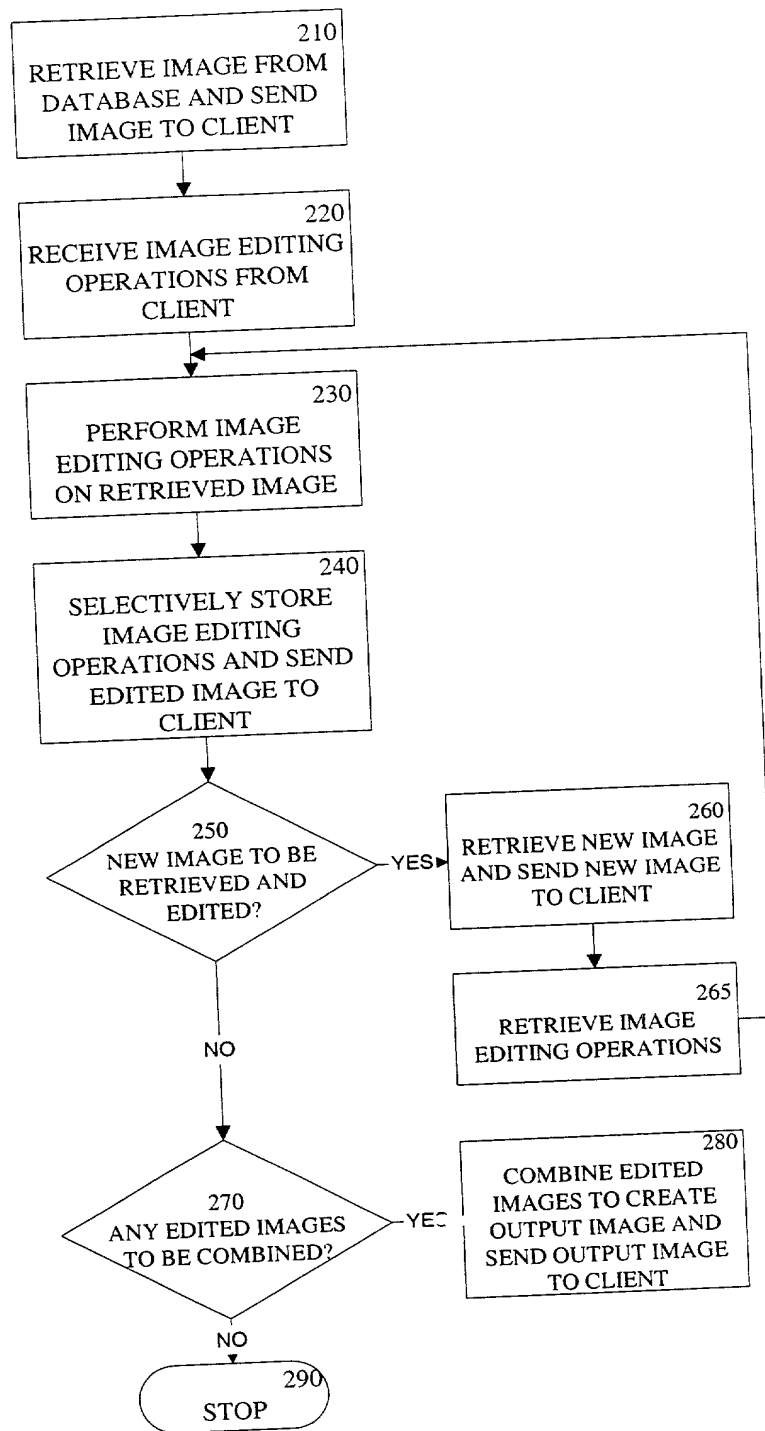 210
RETRIEVE IMAGE FROM
DATABASE AND SEND
IMAGE TO CLIENT
220
RECEIVE IMAGE EDITING
OPERATIONS FROM
CLIENT
230
PERFORM IMAGE
EDITING OPERATIONS
ON RETRIEVED IMAGE
240
SELECTIVELY STORE
IMAGE EDITING
OPERATIONS AND SEND
EDITED IMAGE TO
CLIENT
250
NEW IMAGE TO BE
RETRIEVED AND
EDITED?
YES
260
RETRIEVE NEW IMAGE
AND SEND NEW IMAGE
TO CLIENT
265
RETRIEVE IMAGE
EDITING OPERATIONS
NO
270
ANY EDITED IMAGES
TO BE COMBINED?
YES
280
COMBINE EDITED
IMAGES TO CREATE
OUTPUT IMAGE AND
SEND OUTPUT IMAGE
TO CLIENT
NO
290
STOP